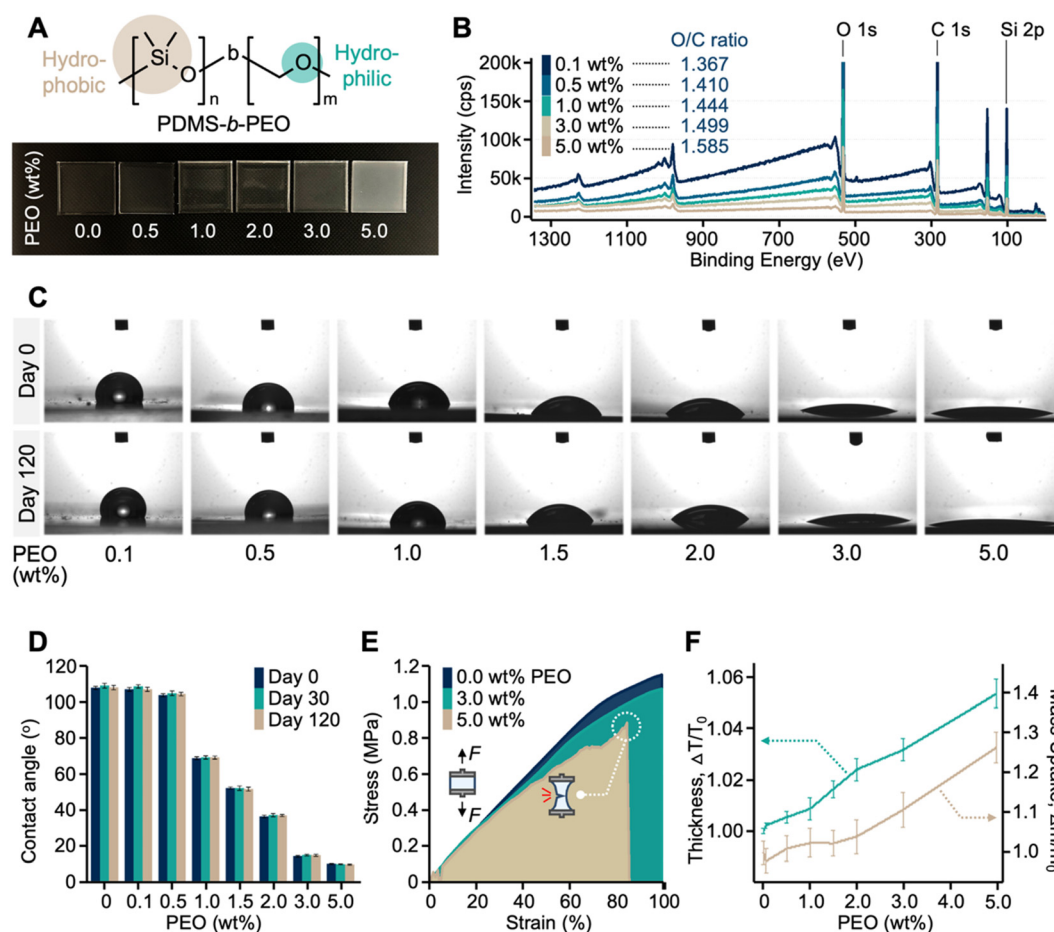 A
Hydro-
phobic
Si
O
n
b
O
m
Hydro-
philic
PDMS-b-PEO
PEO (wt%)
0.0 0.5 1.0 2.0 3.0 5.0
B
O 1s C 1s Si 2p
O/C ratio
0.1 wt% 1.367
0.5 wt% 1.410
1.0 wt% 1.444
3.0 wt% 1.499
5.0 wt% 1.585
Intensity (cps)
200k
150k
100k
50k
0
1300 1100 900 700 500 300 100
Binding Energy (eV)
C
Day 0
Day 120
PEO
(wt%)
0.1 0.5 1.0 1.5 2.0 3.0 5.0
D
Contact angle (º)
120
100
80
60
40
20
0
Day 0
Day 30
Day 120
0 0.1 0.5 1.0 1.5 2.0 3.0 5.0
PEO (wt%)
E
Stress (MPa)
1.2
1.0
0.8
0.6
0.4
0.2
0
0.0 wt% PEO
3.0 wt%
5.0 wt%
F
F
0 20 40 60 80 100
Strain (%)
F
Thickness, ΔT/T0
1.06
1.04
1.02
1.00
1.4
1.3
1.2
1.1
1.0
0 1.0 2.0 3.0 4.0 5.0
PEO (wt%)